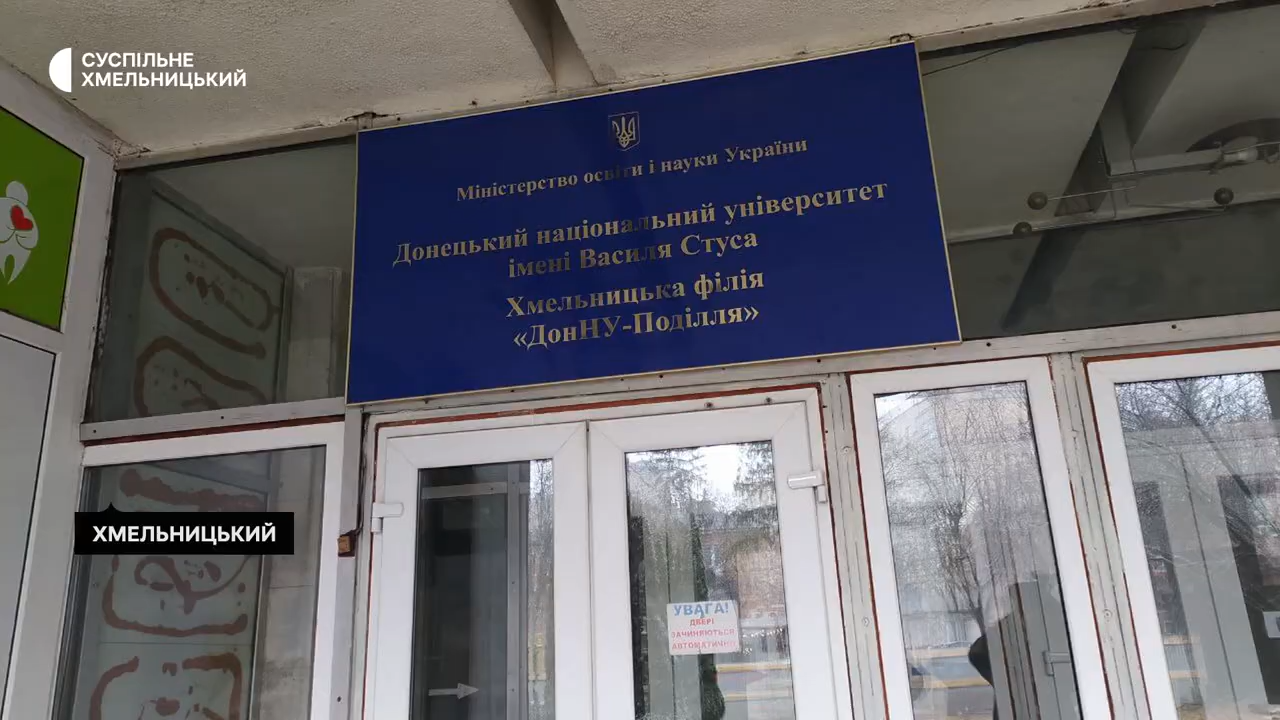 СУСПІЛЬНЕ
ХМЕЛЬНИЦЬКИЙ
Міністерство освіти і науки України
Донецький національний університет
імені Василя Стуса
Хмельницька філія
«ДонНУ-Поділля»
ХМЕЛЬНИЦЬКИЙ
УВАГА!
ДВЕРІ
ЗАЧИНЯЮТЬСЯ
АВТОМАТИЧНО